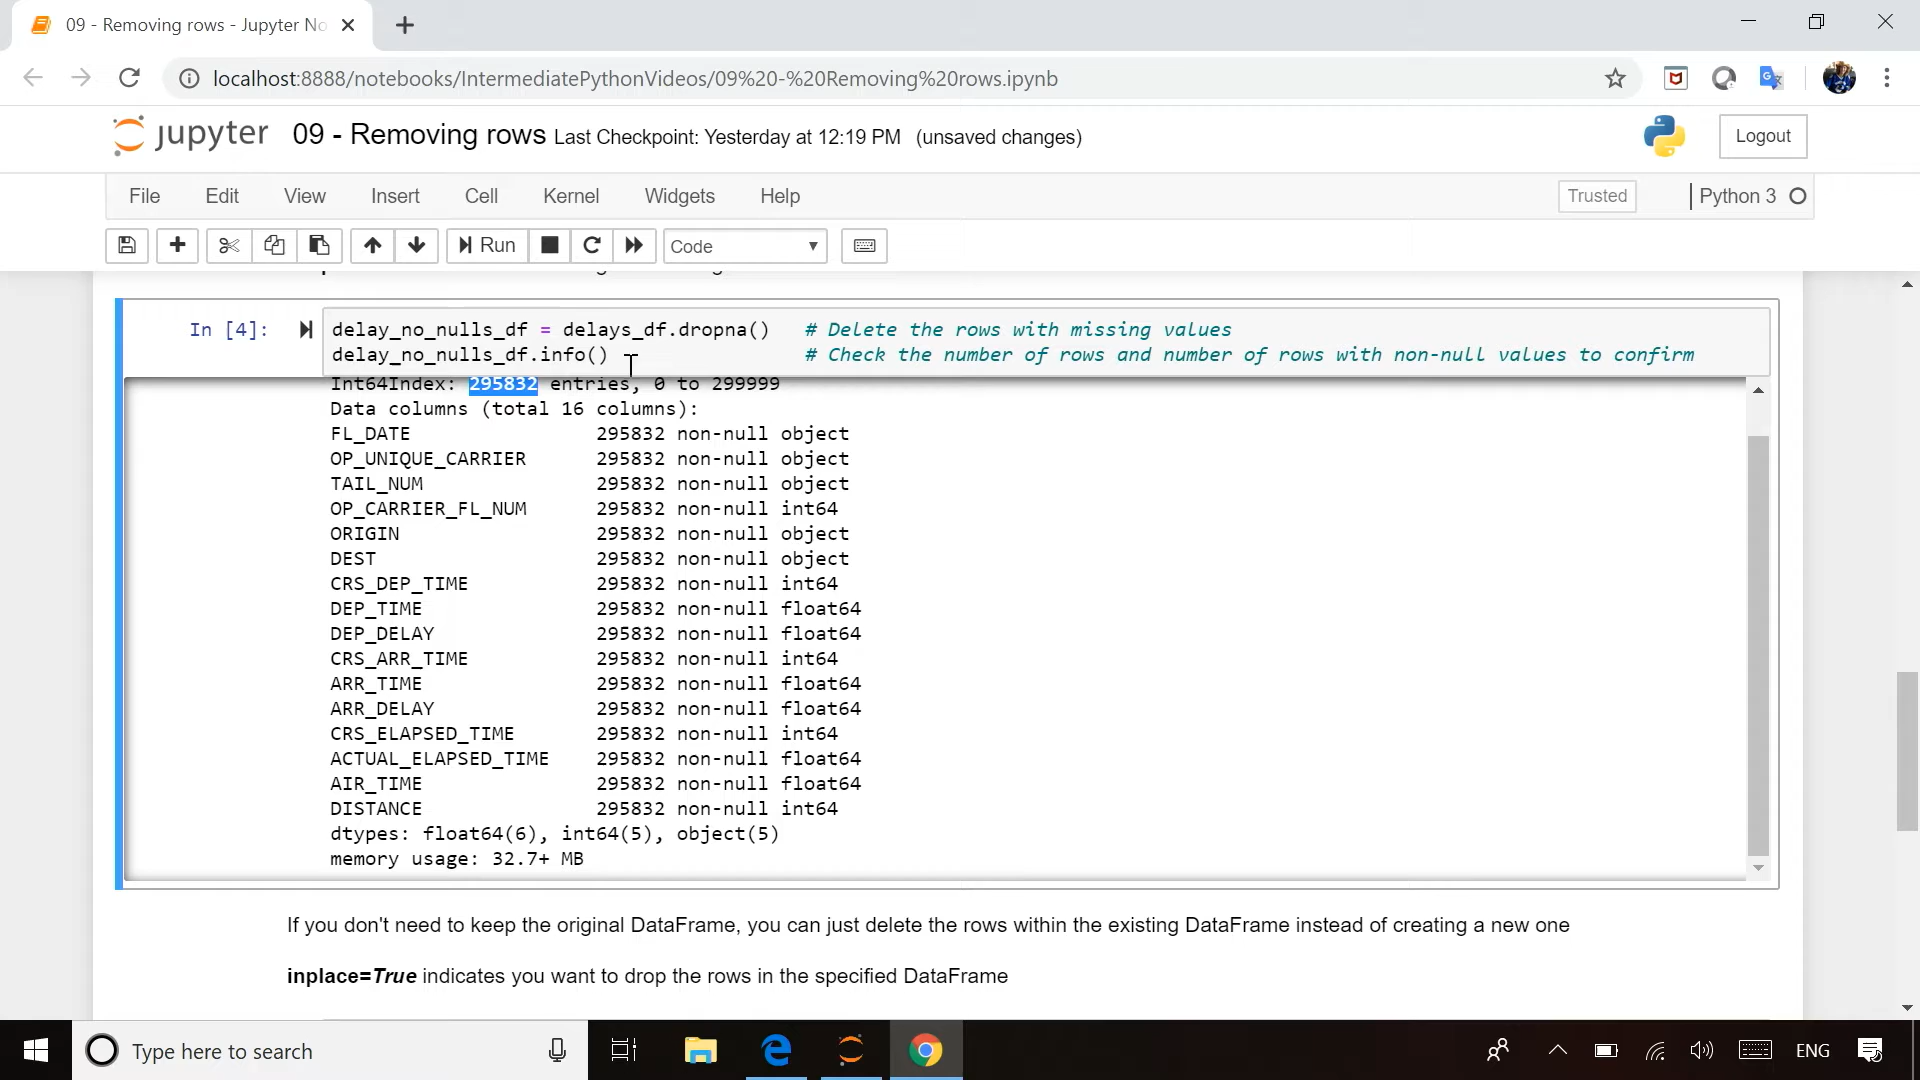 09 - Removing rows - Jupyter No
localhost:8888/notebooks/IntermediatePythonVideos/09%20-%20Removing%20rows.ipynb
jupyter 09 - Removing rows Last Checkpoint: Yesterday at 12:19 PM (unsaved changes)
Logout
File Edit View Insert Cell Kernel Widgets Help
Trusted
Python 3
Run
Code
In [4]:
delay_no_nulls_df = delays_df.dropna() # Delete the rows with missing values
delay_no_nulls_df.info() # Check the number of rows and number of rows with non-null values to confirm
Int64Index: 295832 entries, 0 to 299999
Data columns (total 16 columns):
FL_DATE 295832 non-null object
OP_UNIQUE_CARRIER 295832 non-null object
TAIL_NUM 295832 non-null object
OP_CARRIER_FL_NUM 295832 non-null int64
ORIGIN 295832 non-null object
DEST 295832 non-null object
CRS_DEP_TIME 295832 non-null int64
DEP_TIME 295832 non-null float64
DEP_DELAY 295832 non-null float64
CRS_ARR_TIME 295832 non-null int64
ARR_TIME 295832 non-null float64
ARR_DELAY 295832 non-null float64
CRS_ELAPSED_TIME 295832 non-null int64
ACTUAL_ELAPSED_TIME 295832 non-null float64
AIR_TIME 295832 non-null float64
DISTANCE 295832 non-null int64
dtypes: float64(6), int64(5), object(5)
memory usage: 32.7+ MB
If you don't need to keep the original DataFrame, you can just delete the rows within the existing DataFrame instead of creating a new one
inplace=True indicates you want to drop the rows in the specified DataFrame
Type here to search
ENG